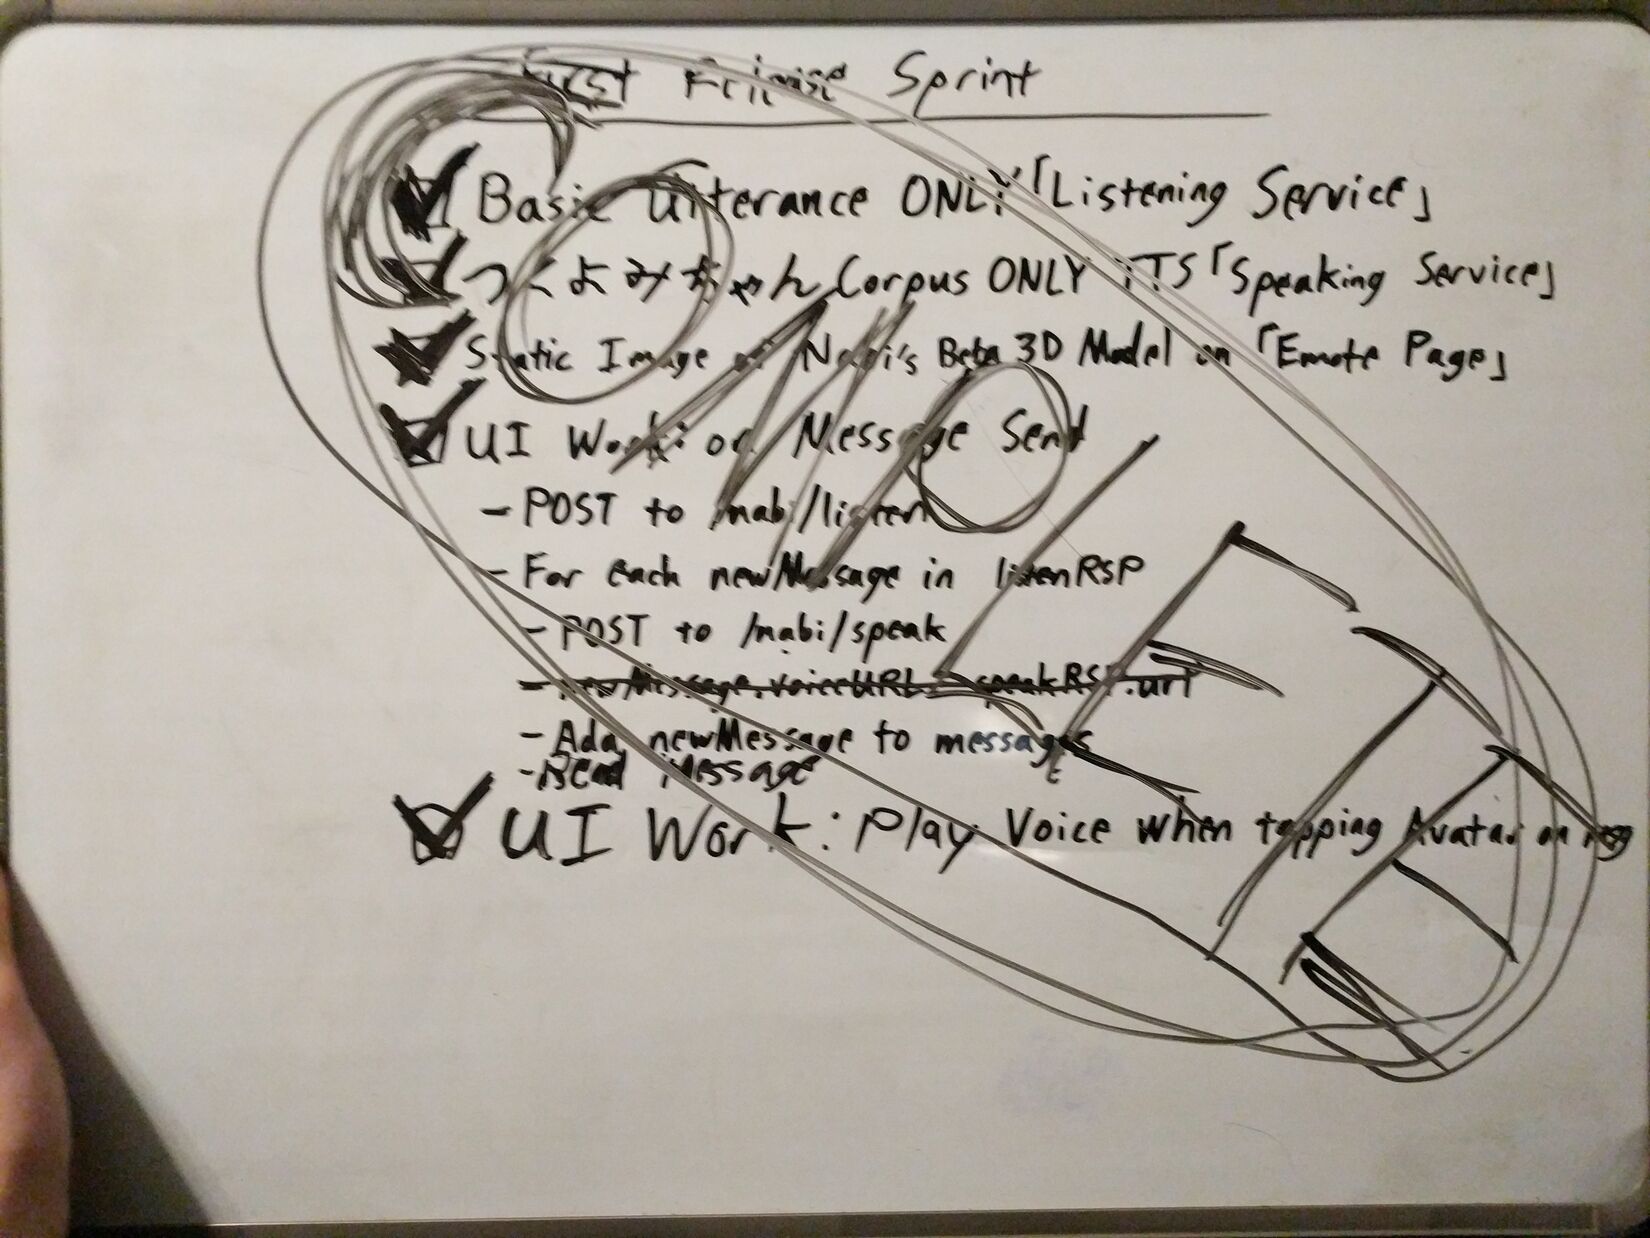 First Sprint
Basic Utterance ONLY「Listening Service」
つくよみちゃん Corpus ONLY TTS「Speaking Service」
Static Image of Nabi's Beta 3D Model on「Emote Page」
UI Work: on Message Send
- POST to /nabi/listen
- For each newMessage in listenRSP
- POST to /nabi/speak
- newMessage.voiceURL = speakRSP.url
- Add newMessage to messages
- Read Message
UI Work: Play Voice when tapping Avatar on
COMPLETED